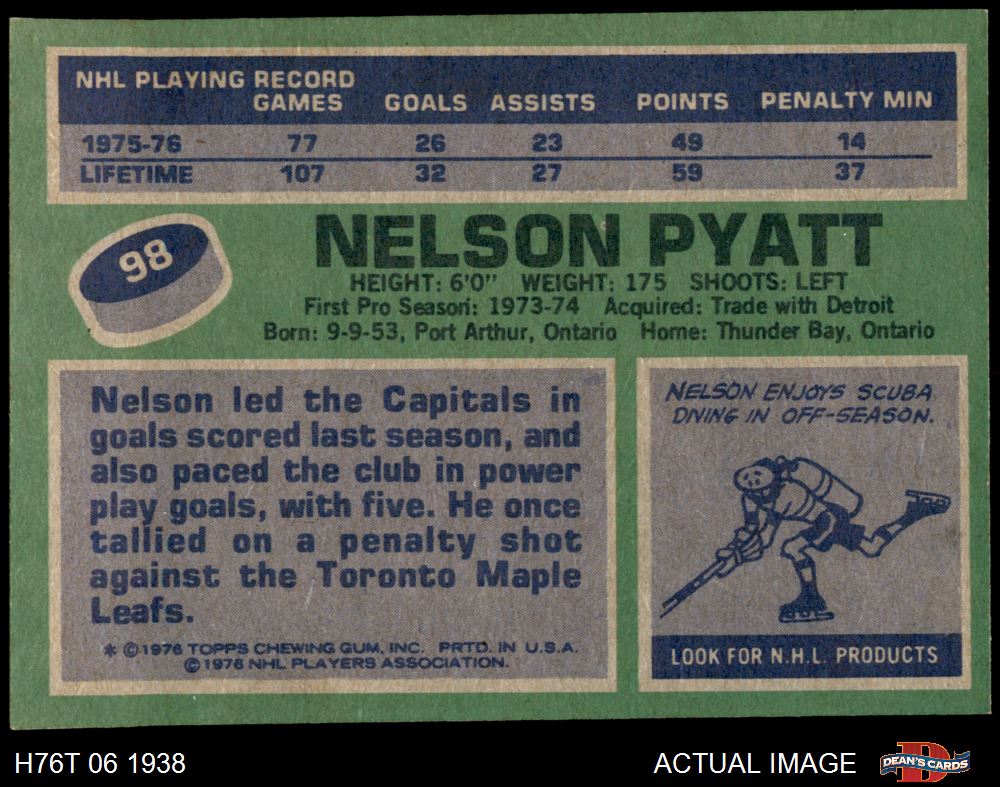 NHL PLAYING RECORD
GAMES GOALS ASSISTS POINTS PENALTY MIN
1975-76 77 26 23 49 14
LIFETIME 107 32 27 59 37
98
NELSON PYATT
HEIGHT: 6'0" WEIGHT: 175 SHOOTS: LEFT
First Pro Season: 1973-74 Acquired: Trade with Detroit
Born: 9-9-53, Port Arthur, Ontario Home: Thunder Bay, Ontario
Nelson led the Capitals in
goals scored last season, and
also paced the club in power
play goals, with five. He once
tallied on a penalty shot
against the Toronto Maple
Leafs.
* © 1976 TOPPS CHEWING GUM, INC. PRTD. IN U.S.A.
© 1976 NHL PLAYERS ASSOCIATION.
NELSON ENJOYS SCUBA
DIVING IN OFF-SEASON.
LOOK FOR N.H.L. PRODUCTS
H76T 06 1938
ACTUAL IMAGE
D
DEAN'S CARDS